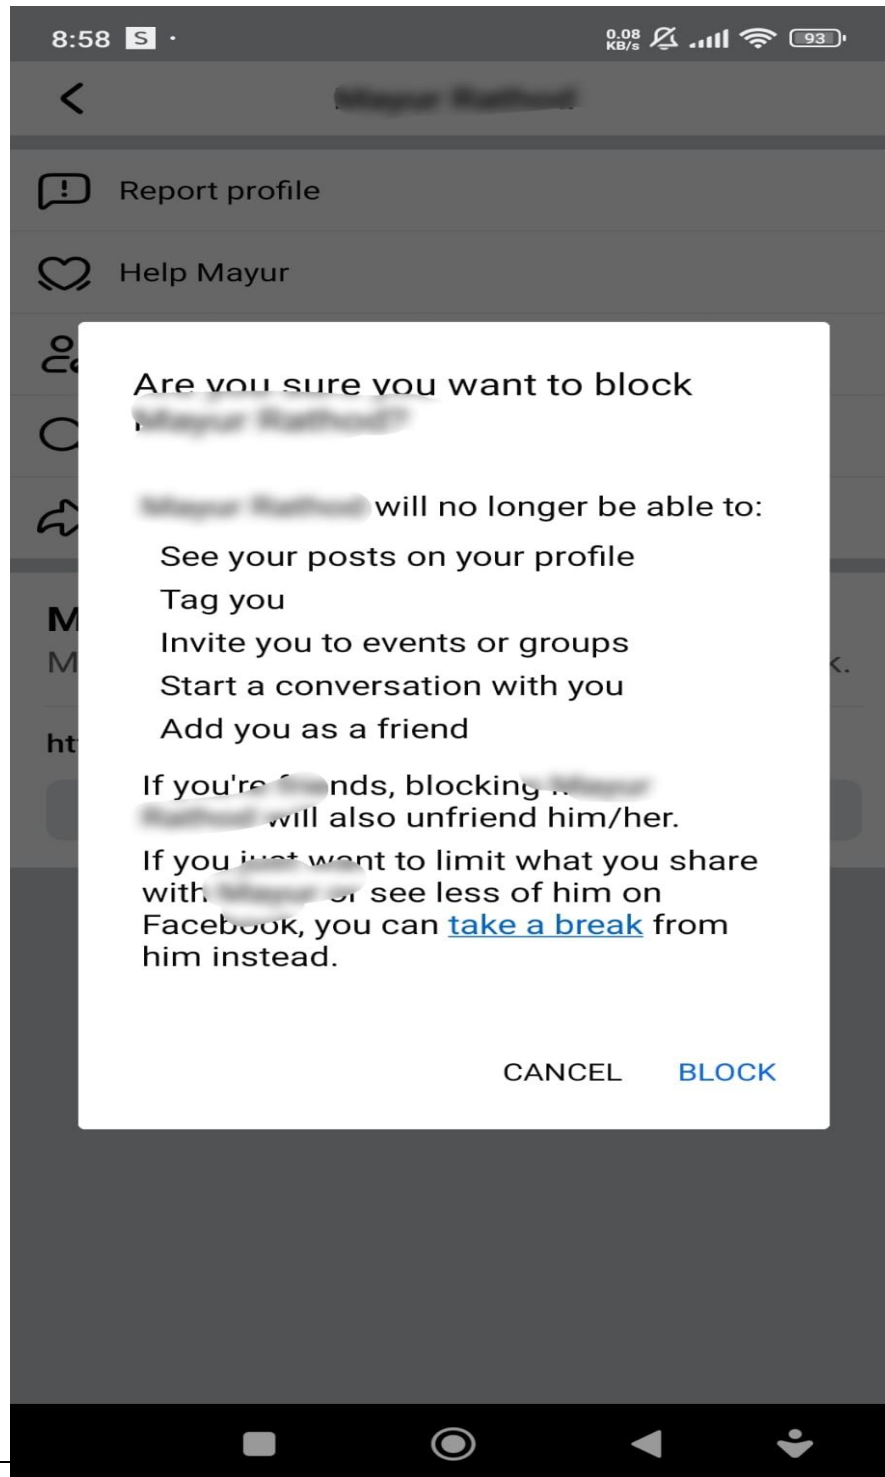 8:58 S
0.08 KB/s 93
Report profile
Help Mayur
Are you sure you want to block
will no longer be able to:
See your posts on your profile
Tag you
Invite you to events or groups
Start a conversation with you
Add you as a friend
If you're friends, blocking
will also unfriend him/her.
If you just want to limit what you share
with or see less of him on
Facebook, you can take a break from
him instead.
M
M k.
ht
CANCEL BLOCK